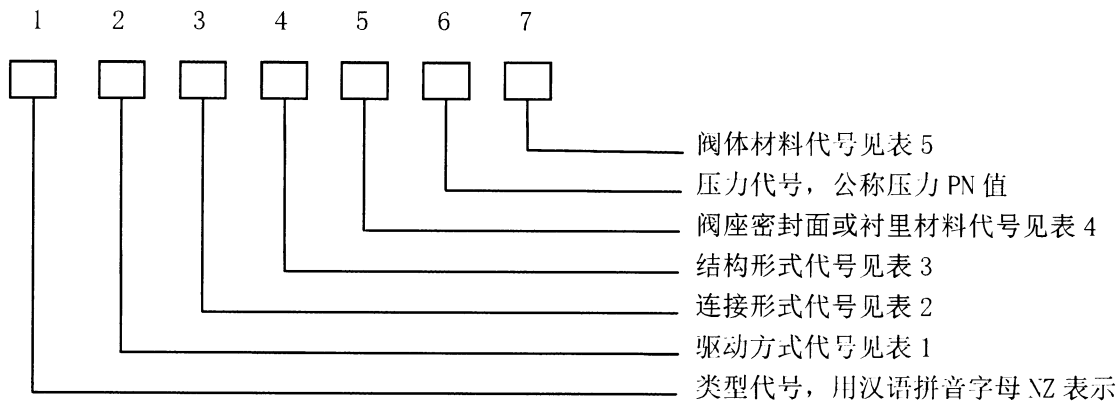 1 2 3 4 5 6 7
阀体材料代号见表 5
压力代号，公称压力 PN 值
阀座密封面或衬里材料代号见表 4
结构形式代号见表 3
连接形式代号见表 2
驱动方式代号见表 1
类型代号，用汉语拼音字母 NZ 表示